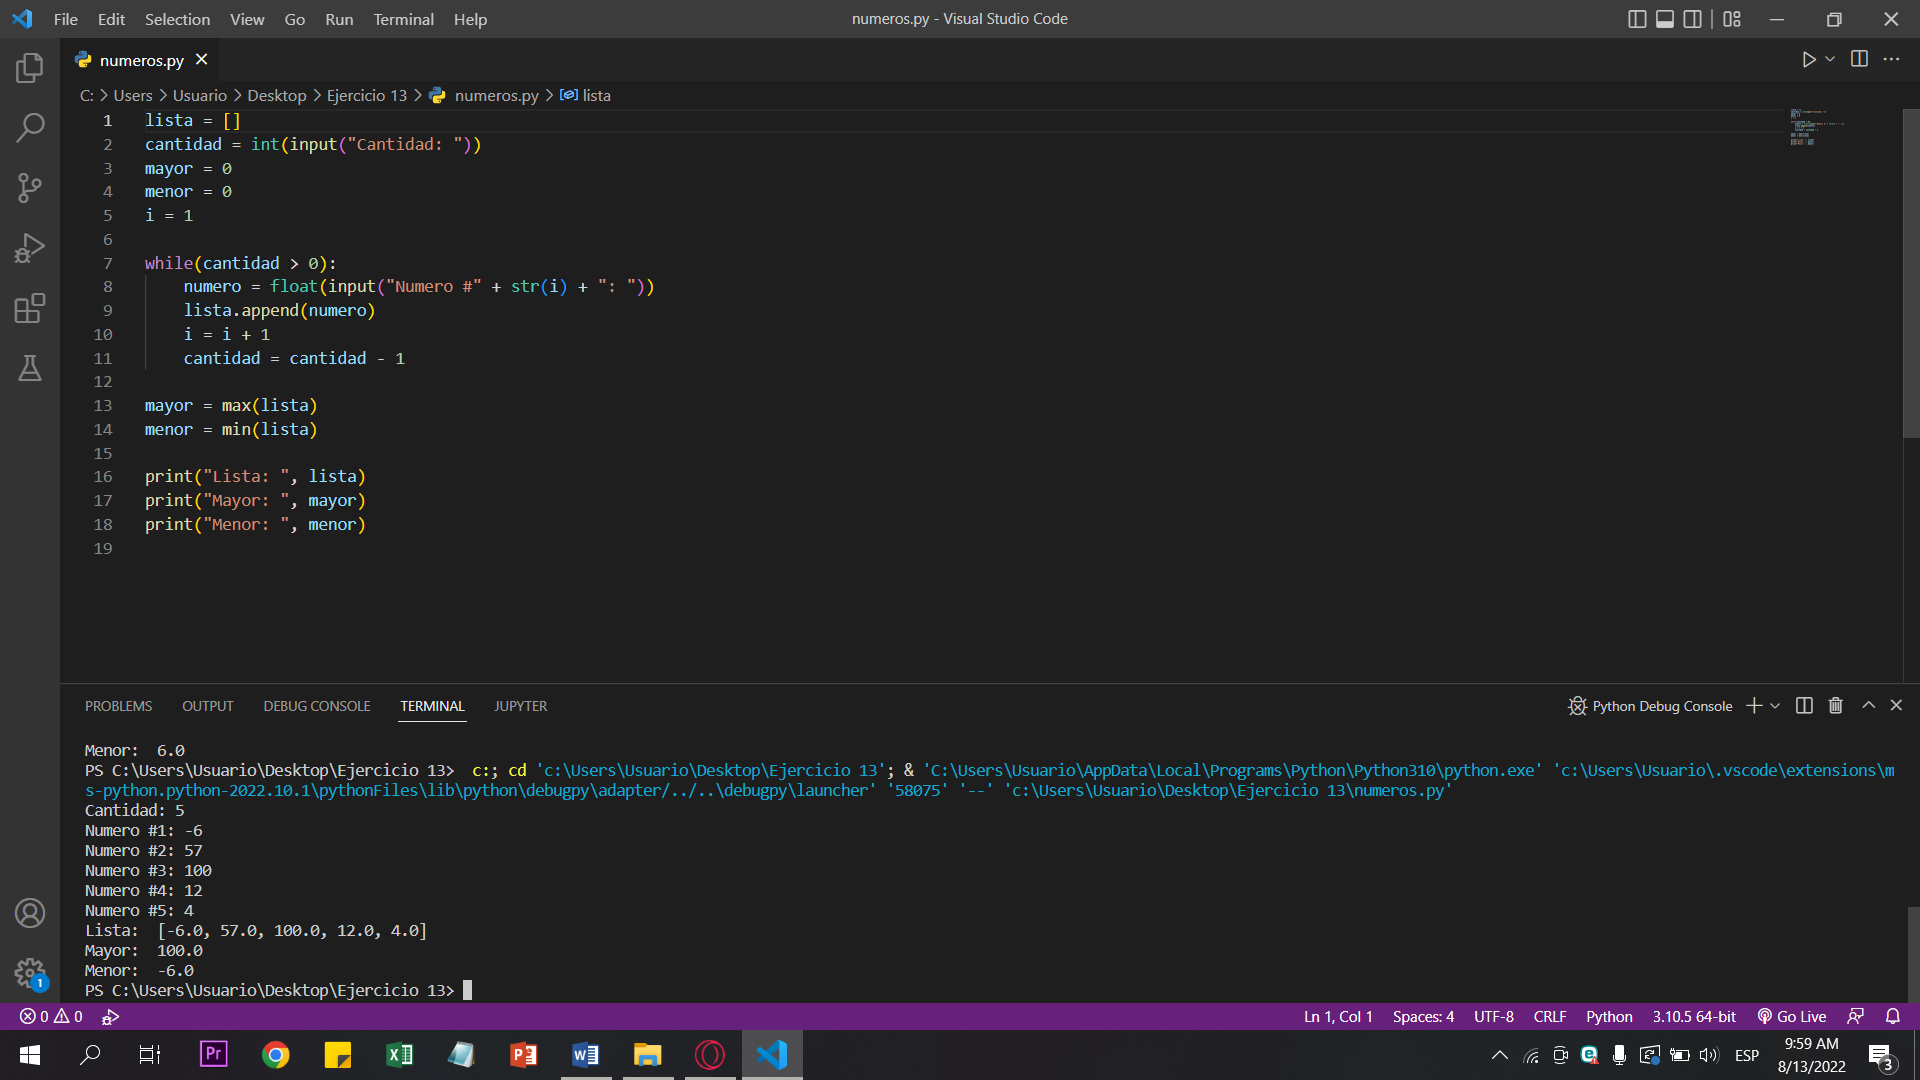 File Edit Selection View Go Run Terminal Help
numeros.py - Visual Studio Code
numeros.py
C: > Users > Usuario > Desktop > Ejercicio 13 > numeros.py > lista
1 lista = []
2 cantidad = int(input("Cantidad: "))
3 mayor = 0
4 menor = 0
5 i = 1
6
7 while(cantidad > 0):
8 numero = float(input("Numero #" + str(i) + ": "))
9 lista.append(numero)
10 i = i + 1
11 cantidad = cantidad - 1
12
13 mayor = max(lista)
14 menor = min(lista)
15
16 print("Lista: ", lista)
17 print("Mayor: ", mayor)
18 print("Menor: ", menor)
19
PROBLEMS OUTPUT DEBUG CONSOLE TERMINAL JUPYTER
Python Debug Console
Menor:  6.0
PS C:\Users\Usuario\Desktop\Ejercicio 13>  c:; cd 'c:\Users\Usuario\Desktop\Ejercicio 13'; & 'C:\Users\Usuario\AppData\Local\Programs\Python\Python310\python.exe' 'c:\Users\Usuario\.vscode\extensions\m
s-python.python-2022.10.1\pythonFiles\lib\python\debugpy\adapter/../..\debugpy\launcher' '58075' '--' 'c:\Users\Usuario\Desktop\Ejercicio 13\numeros.py'
Cantidad: 5
Numero #1: -6
Numero #2: 57
Numero #3: 100
Numero #4: 12
Numero #5: 4
Lista:  [-6.0, 57.0, 100.0, 12.0, 4.0]
Mayor:  100.0
Menor:  -6.0
PS C:\Users\Usuario\Desktop\Ejercicio 13>
1
0 0
Ln 1, Col 1 Spaces: 4 UTF-8 CRLF Python 3.10.5 64-bit Go Live
Pr
ESP
9:59 AM
8/13/2022
3